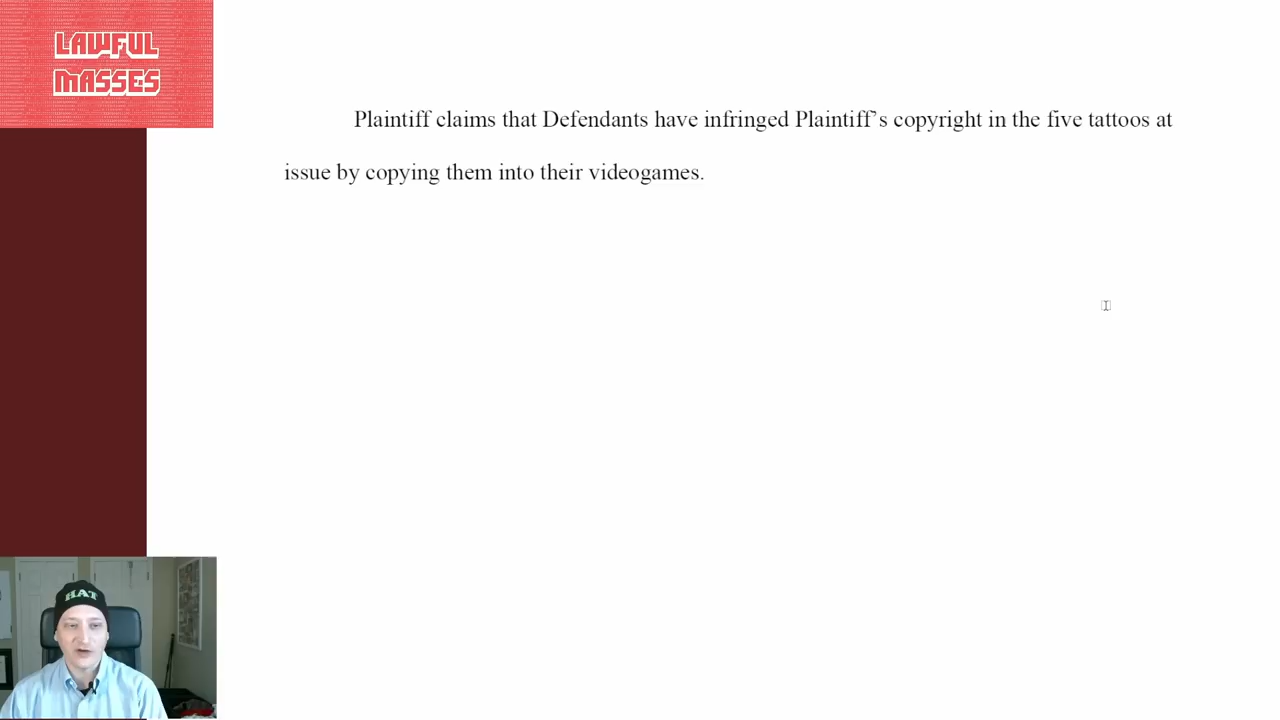 LAWFUL
MASSES
Plaintiff claims that Defendants have infringed Plaintiff’s copyright in the five tattoos at
issue by copying them into their videogames.
HAT